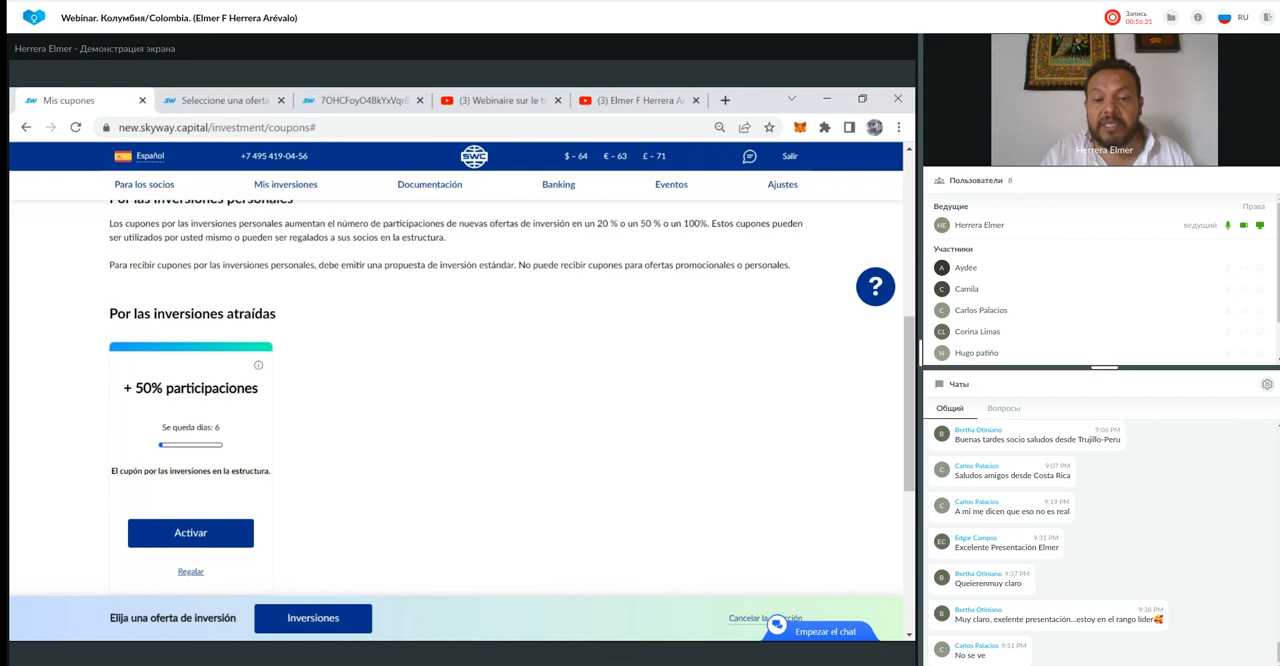 Webinar. Колумбия/Colombia. (Elmer F Herrera Arévalo)
Запись
00:56:21
RU
Herrera Elmer - Демонстрация экрана
Mis cupones
Seleccione una oferta
7OHCFoyO4BkYxVqrE
(3) Webinaire sur le t
(3) Elmer F Herrera A
new.skyway.capital/investment/coupons#
Español
+7 495 419-04-56
SWC
$ – 64
€ – 63
£ – 71
Salir
Para los socios
Mis inversiones
Documentación
Banking
Eventos
Ajustes
Por las inversiones personales
Los cupones por las inversiones personales aumentan el número de participaciones de nuevas ofertas de inversión en un 20 % o un 50 % o un 100%. Estos cupones pueden
ser utilizados por usted mismo o pueden ser regalados a sus socios en la estructura.
Para recibir cupones por las inversiones personales, debe emitir una propuesta de inversión estándar. No puede recibir cupones para ofertas promocionales o personales.
?
Por las inversiones atraídas
+ 50% participaciones
Se queda días: 6
El cupón por las inversiones en la estructura.
Activar
Regalar
Elija una oferta de inversión
Inversiones
Cancelar la
Empezar el chat
Herrera Elmer
Пользователи 8
Ведущие
Права
HE
Herrera Elmer
ведущий
Участники
A
Aydée
C
Camila
C
Carlos Palacios
CL
Corina Limas
H
Hugo patiño
Чаты
Общий
Вопросы
B
Bertha Otiniano
9:06 PM
Buenas tardes socio saludos desde Trujillo-Peru
C
Carlos Palacios
9:07 PM
Saludos amigos desde Costa Rica
C
Carlos Palacios
9:19 PM
A mi me dicen que eso no es real
EC
Edgar Campos
9:31 PM
Excelente Presentación Elmer
B
Bertha Otiniano
9:37 PM
Queierenmuy claro
B
Bertha Otiniano
9:38 PM
Muy claro, exelente presentación...estoy en el rango líder🥰
C
Carlos Palacios
9:51 PM
No se ve